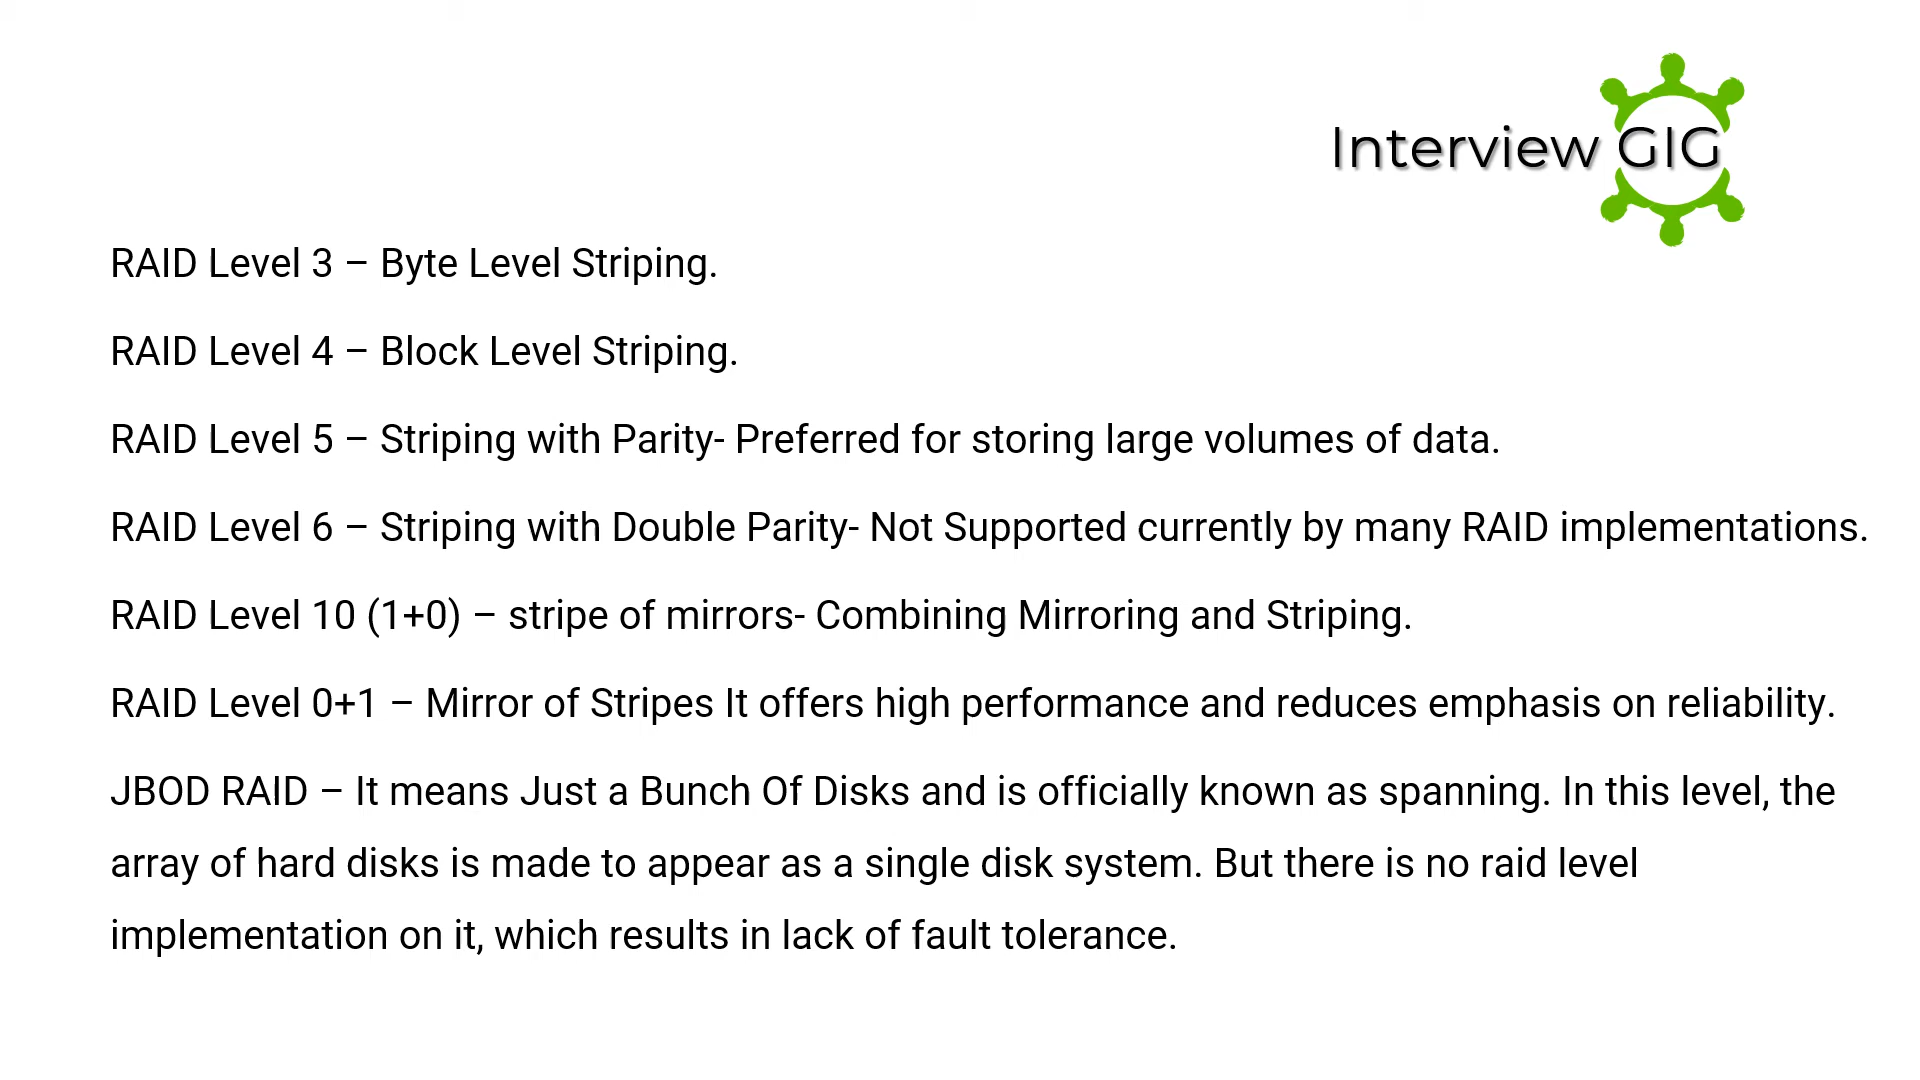 Interview GIG
RAID Level 3 – Byte Level Striping.
RAID Level 4 – Block Level Striping.
RAID Level 5 – Striping with Parity- Preferred for storing large volumes of data.
RAID Level 6 – Striping with Double Parity- Not Supported currently by many RAID implementations.
RAID Level 10 (1+0) – stripe of mirrors- Combining Mirroring and Striping.
RAID Level 0+1 – Mirror of Stripes It offers high performance and reduces emphasis on reliability.
JBOD RAID – It means Just a Bunch Of Disks and is officially known as spanning. In this level, the
array of hard disks is made to appear as a single disk system. But there is no raid level
implementation on it, which results in lack of fault tolerance.